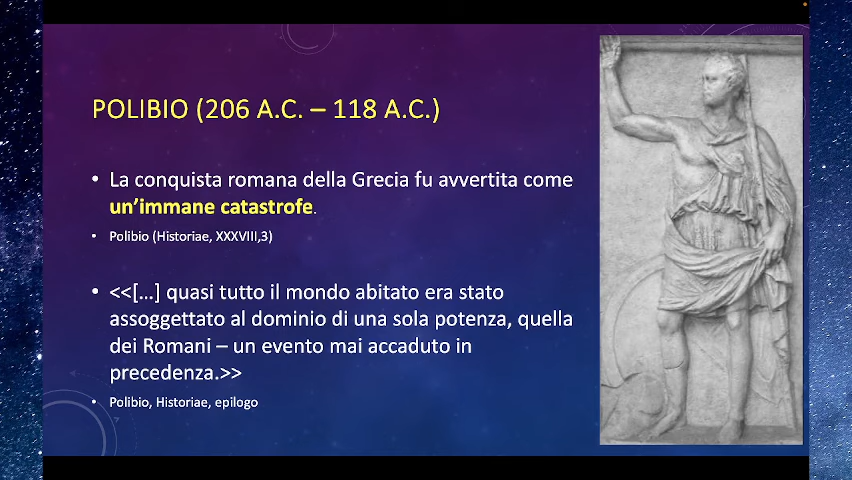 POLIBIO (206 A.C. – 118 A.C.)
• La conquista romana della Grecia fu avvertita come
un’immane catastrofe.
• Polibio (Historiae, XXXVIII,3)
• <<[…] quasi tutto il mondo abitato era stato
assoggettato al dominio di una sola potenza, quella
dei Romani – un evento mai accaduto in
precedenza.>>
• Polibio, Historiae, epilogo